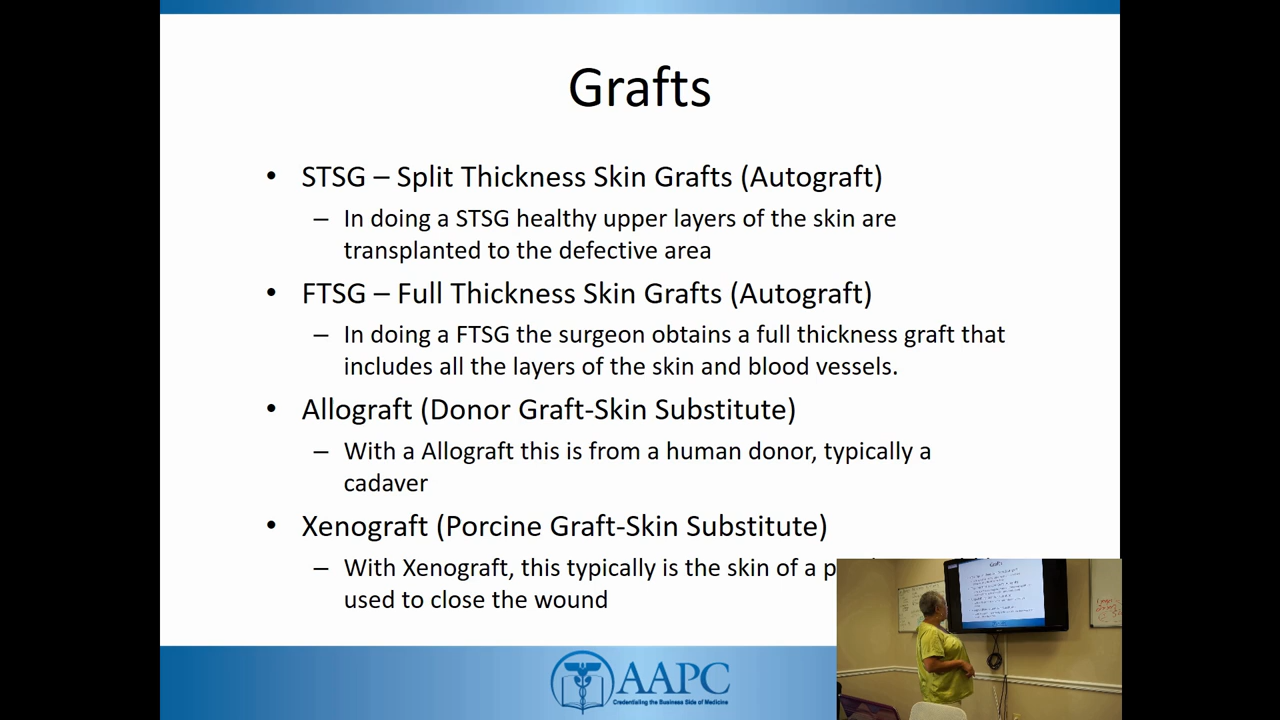 Grafts
• STSG – Split Thickness Skin Grafts (Autograft)
– In doing a STSG healthy upper layers of the skin are
transplanted to the defective area
• FTSG – Full Thickness Skin Grafts (Autograft)
– In doing a FTSG the surgeon obtains a full thickness graft that
includes all the layers of the skin and blood vessels.
• Allograft (Donor Graft-Skin Substitute)
– With a Allograft this is from a human donor, typically a
cadaver
• Xenograft (Porcine Graft-Skin Substitute)
– With Xenograft, this typically is the skin of a
used to close the wound
AAPC
Credentialing the Business Side of Medicine
Grafts